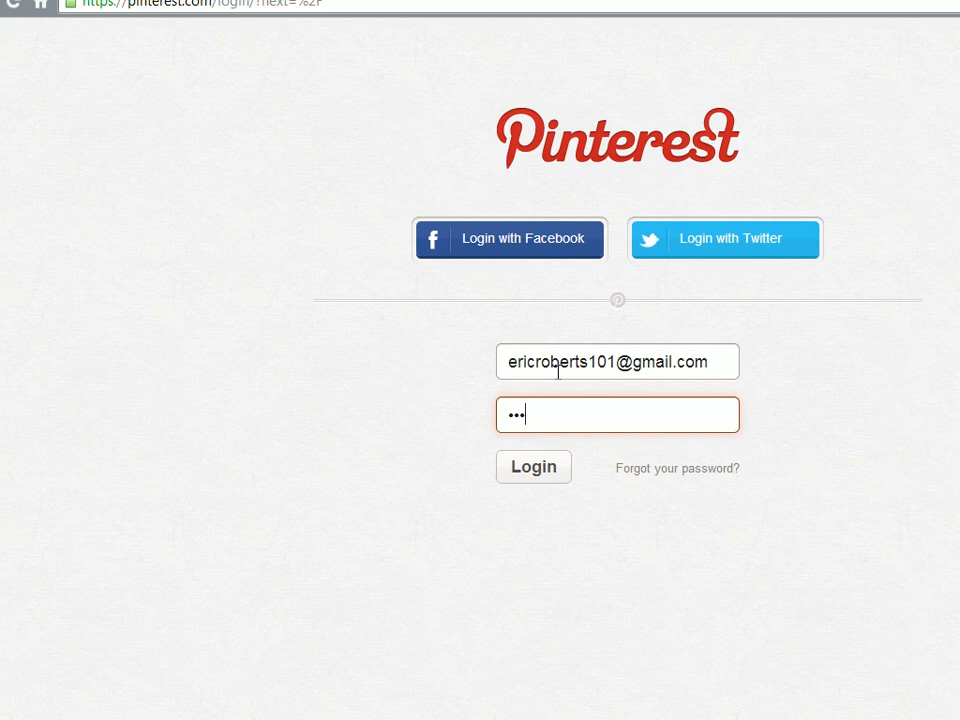 https://pinterest.com/login/?next=%2F
Pinterest
Login with Facebook
Login with Twitter
ericroberts101@gmail.com
•••
Login
Forgot your password?